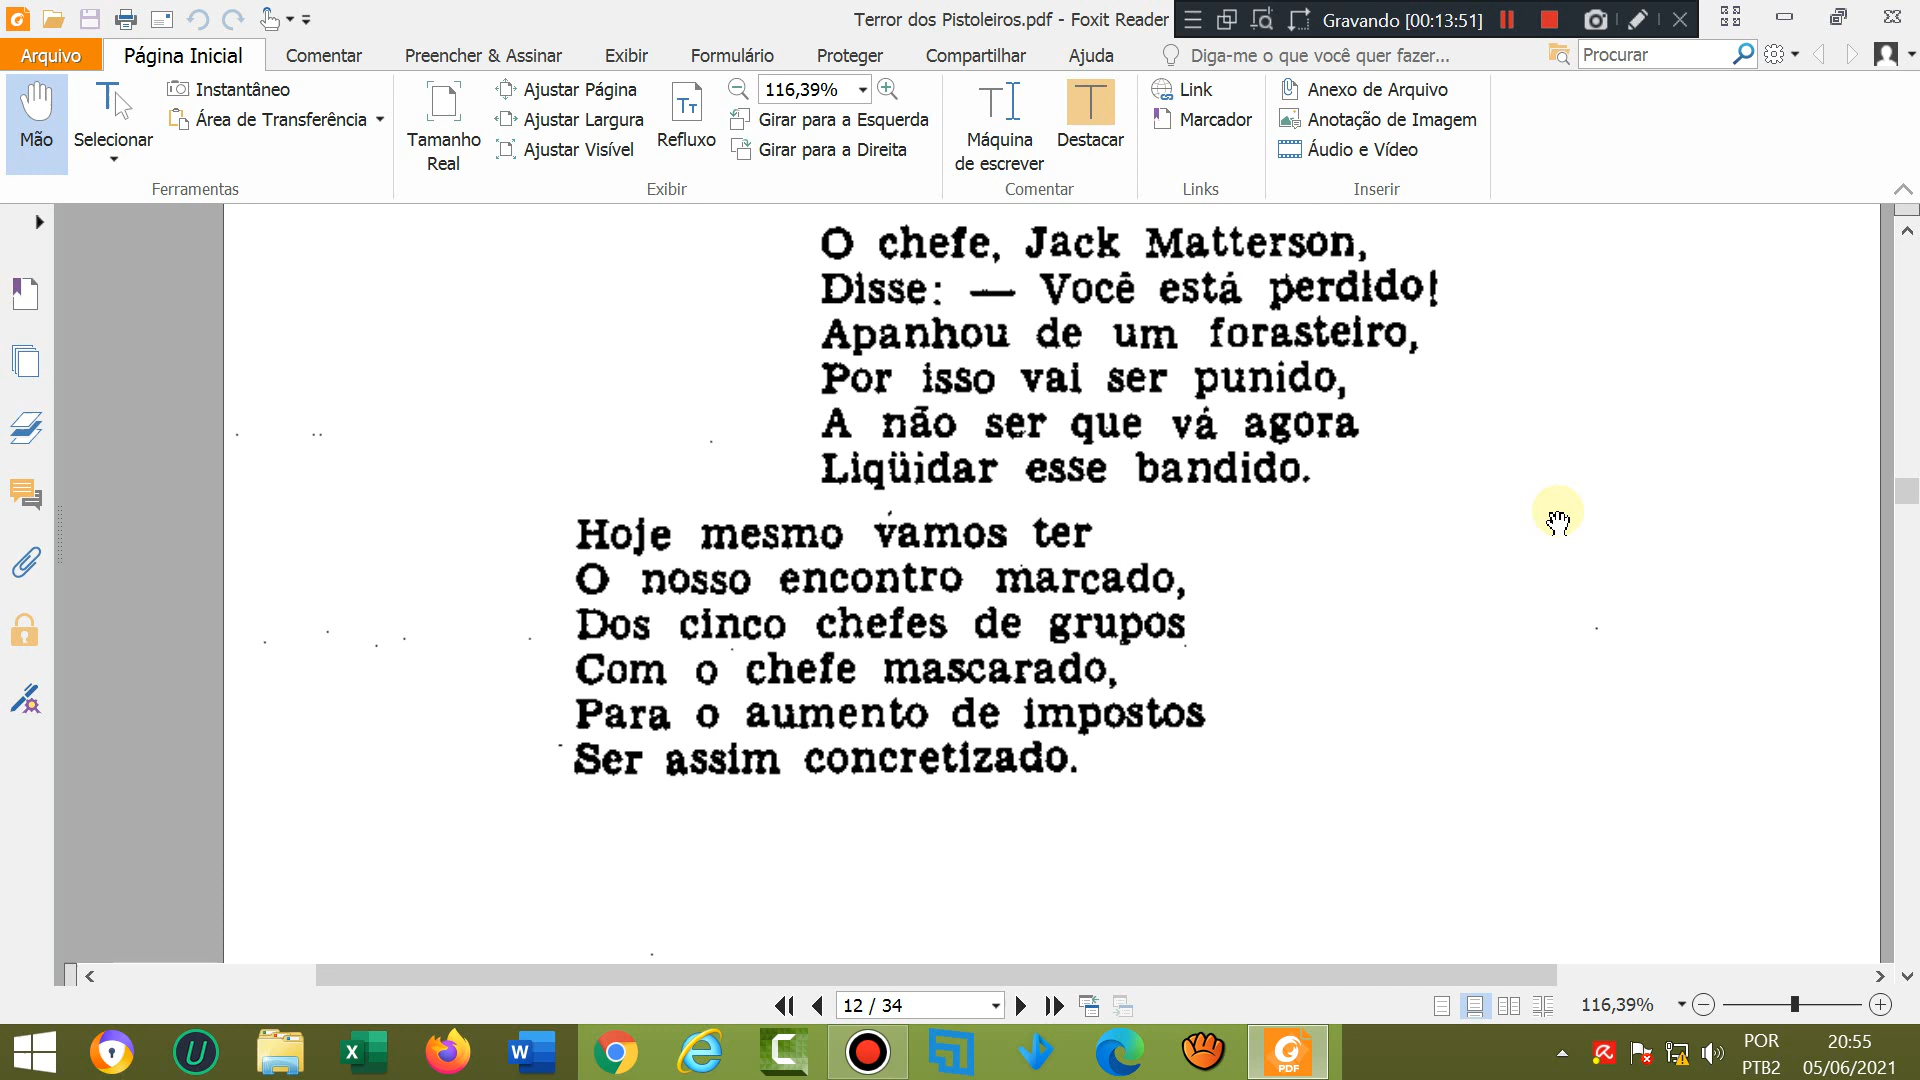 Terror dos Pistoleiros.pdf - Foxit Reader
Gravando [00:13:51]
Arquivo
Página Inicial
Comentar
Preencher & Assinar
Exibir
Formulário
Proteger
Compartilhar
Ajuda
Diga-me o que você quer fazer...
Procurar
Mão
Selecionar
Instantâneo
Área de Transferência
Ferramentas
Tamanho
Real
Ajustar Página
Ajustar Largura
Ajustar Visível
Refluxo
116,39%
Girar para a Esquerda
Girar para a Direita
Exibir
Máquina
de escrever
Destacar
Comentar
Link
Marcador
Links
Anexo de Arquivo
Anotação de Imagem
Áudio e Vídeo
Inserir
O chefe, Jack Matterson,
Disse: — Você está perdido!
Apanhou de um forasteiro,
Por isso vai ser punido,
A não ser que vá agora
Liqüidar esse bandido.
Hoje mesmo vamos ter
O nosso encontro marcado,
Dos cinco chefes de grupos
Com o chefe mascarado,
Para o aumento de impostos
Ser assim concretizado.
12 / 34
116,39%
POR
PTB2
20:55
05/06/2021